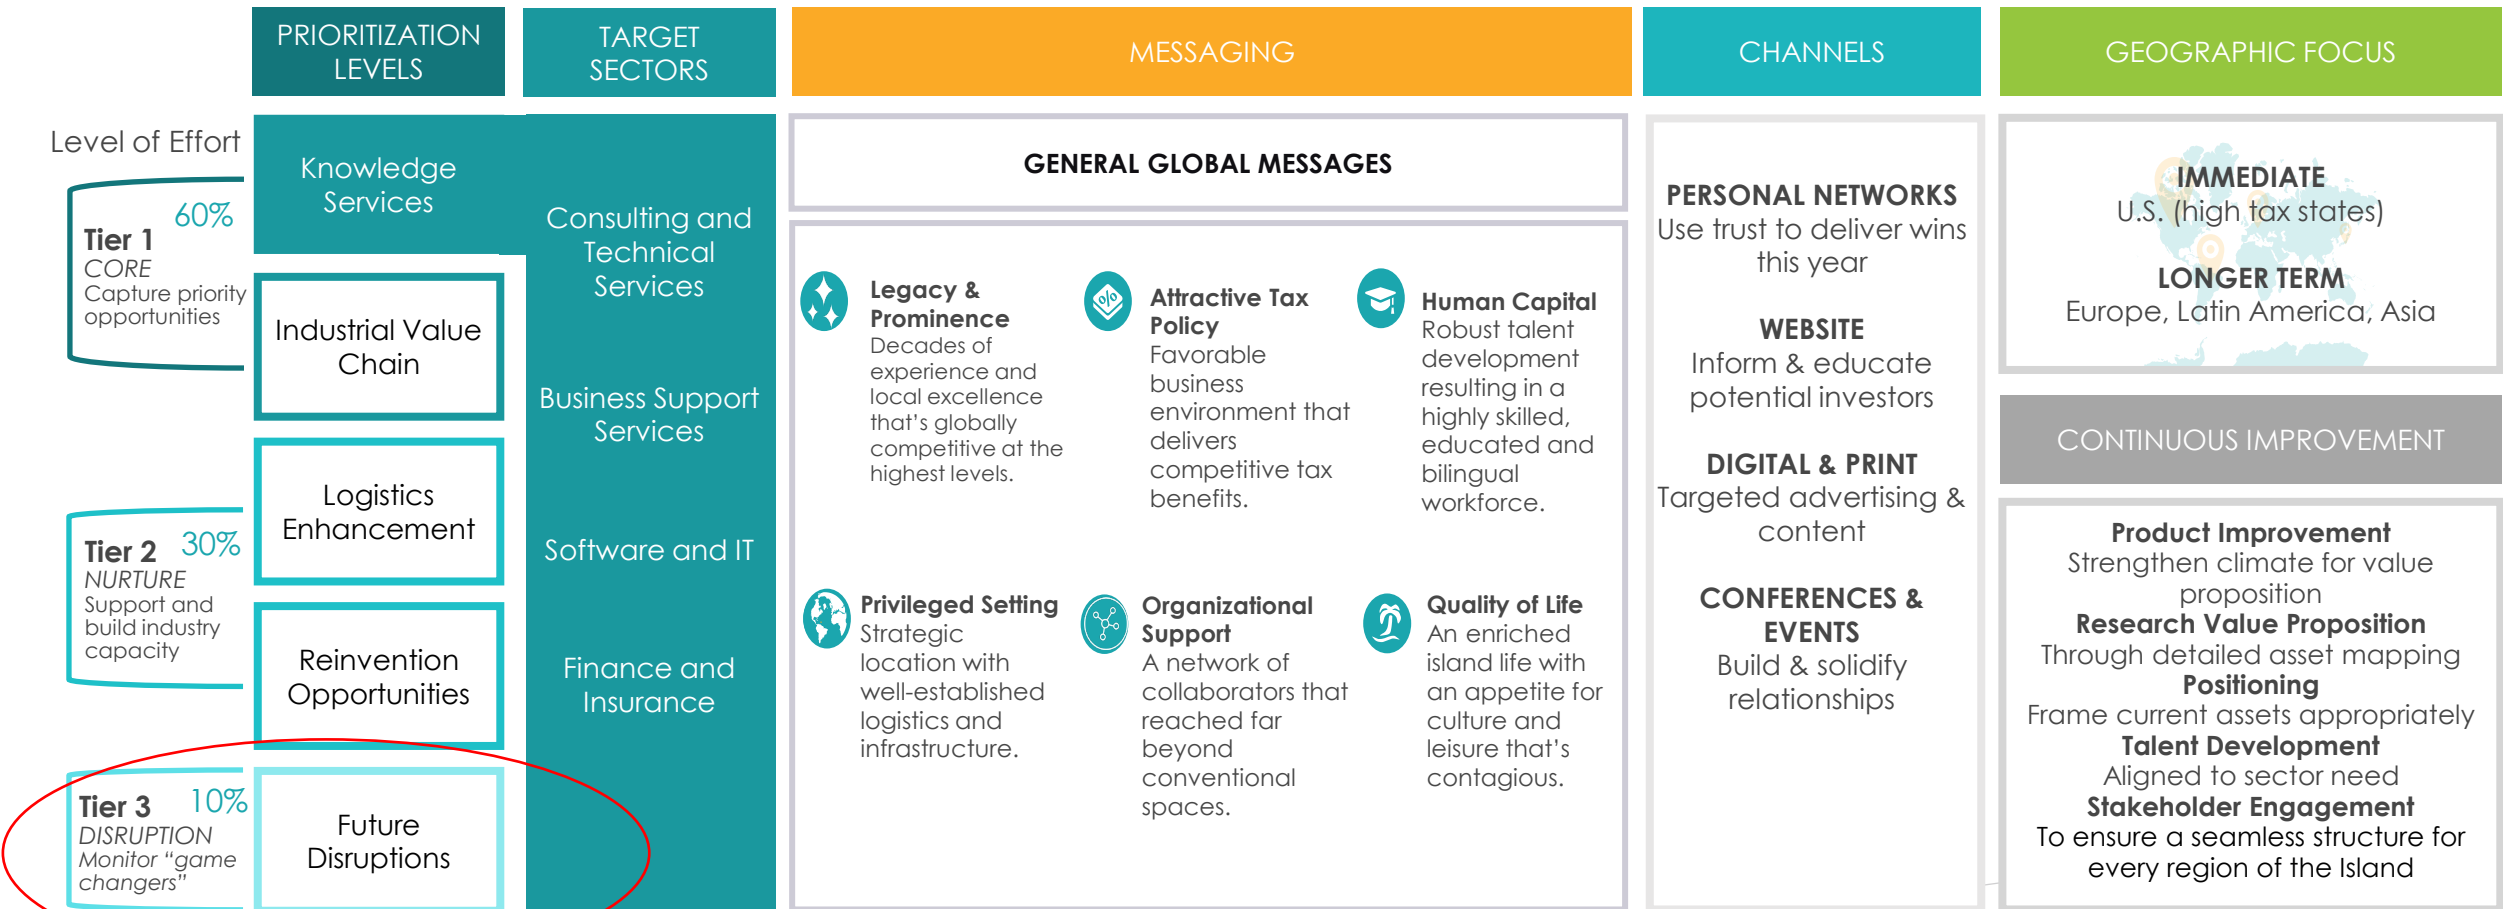 PRIORITIZATION
LEVELS
TARGET
SECTORS
MESSAGING
CHANNELS
GEOGRAPHIC FOCUS
Level of Effort
60%
Tier 1
CORE
Capture priority
opportunities
30%
Tier 2
NURTURE
Support and
build industry
capacity
10%
Tier 3
DISRUPTION
Monitor “game
changers”
Knowledge
Services
Industrial Value
Chain
Logistics
Enhancement
Reinvention
Opportunities
Future
Disruptions
Consulting and
Technical
Services
Business Support
Services
Software and IT
Finance and
Insurance
GENERAL GLOBAL MESSAGES
Legacy &
Prominence
Decades of
experience and
local excellence
that’s globally
competitive at the
highest levels.
Attractive Tax
Policy
Favorable
business
environment that
delivers
competitive tax
benefits.
Human Capital
Robust talent
development
resulting in a
highly skilled,
educated and
bilingual
workforce.
Privileged Setting
Strategic
location with
well-established
logistics and
infrastructure.
Organizational
Support
A network of
collaborators that
reached far
beyond
conventional
spaces.
Quality of Life
An enriched
island life with
an appetite for
culture and
leisure that’s
contagious.
PERSONAL NETWORKS
Use trust to deliver wins
this year
WEBSITE
Inform & educate
potential investors
DIGITAL & PRINT
Targeted advertising &
content
CONFERENCES &
EVENTS
Build & solidify
relationships
IMMEDIATE
U.S. (high tax states)
LONGER TERM
Europe, Latin America, Asia
CONTINUOUS IMPROVEMENT
Product Improvement
Strengthen climate for value
proposition
Research Value Proposition
Through detailed asset mapping
Positioning
Frame current assets appropriately
Talent Development
Aligned to sector need
Stakeholder Engagement
To ensure a seamless structure for
every region of the Island